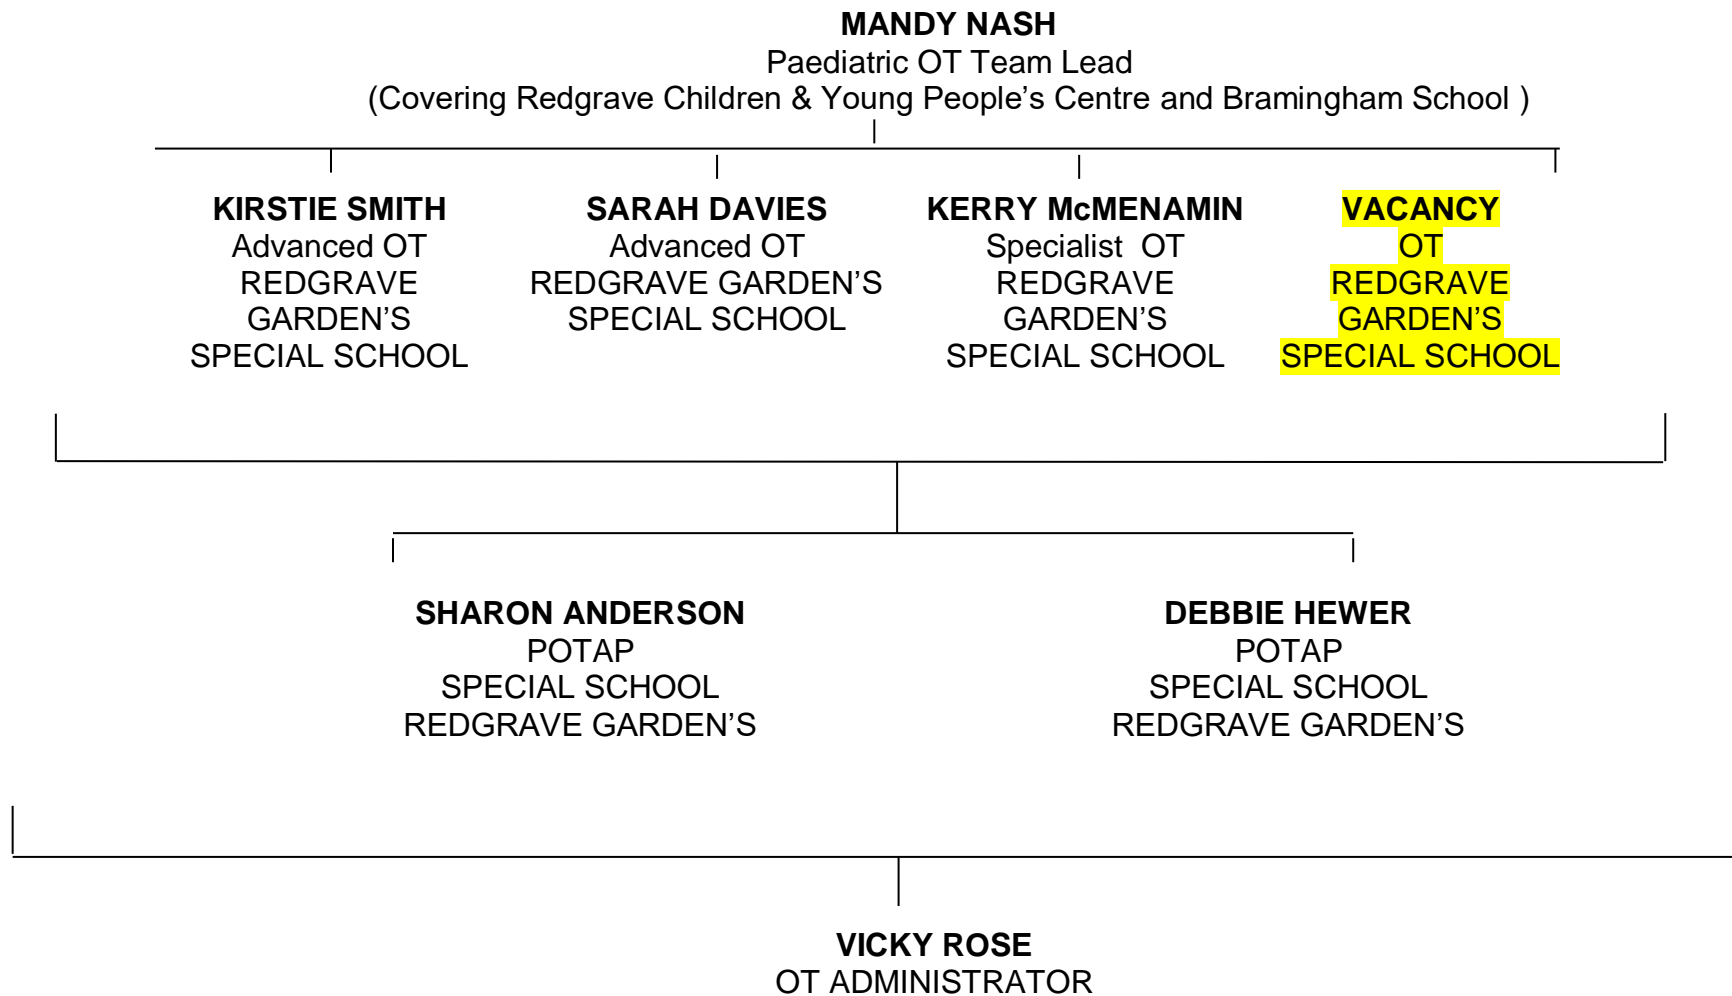 MANDY NASH
Paediatric OT Team Lead
(Covering Redgrave Children & Young People’s Centre and Bramingham School )
KIRSTIE SMITH
Advanced OT
REDGRAVE
GARDEN’S
SPECIAL SCHOOL
SARAH DAVIES
Advanced OT
REDGRAVE GARDEN’S
SPECIAL SCHOOL
KERRY McMENAMIN
Specialist OT
REDGRAVE
GARDEN’S
SPECIAL SCHOOL
VACANCY
OT
REDGRAVE
GARDEN’S
SPECIAL SCHOOL
SHARON ANDERSON
POTAP
SPECIAL SCHOOL
REDGRAVE GARDEN’S
DEBBIE HEWER
POTAP
SPECIAL SCHOOL
REDGRAVE GARDEN’S
VICKY ROSE
OT ADMINISTRATOR